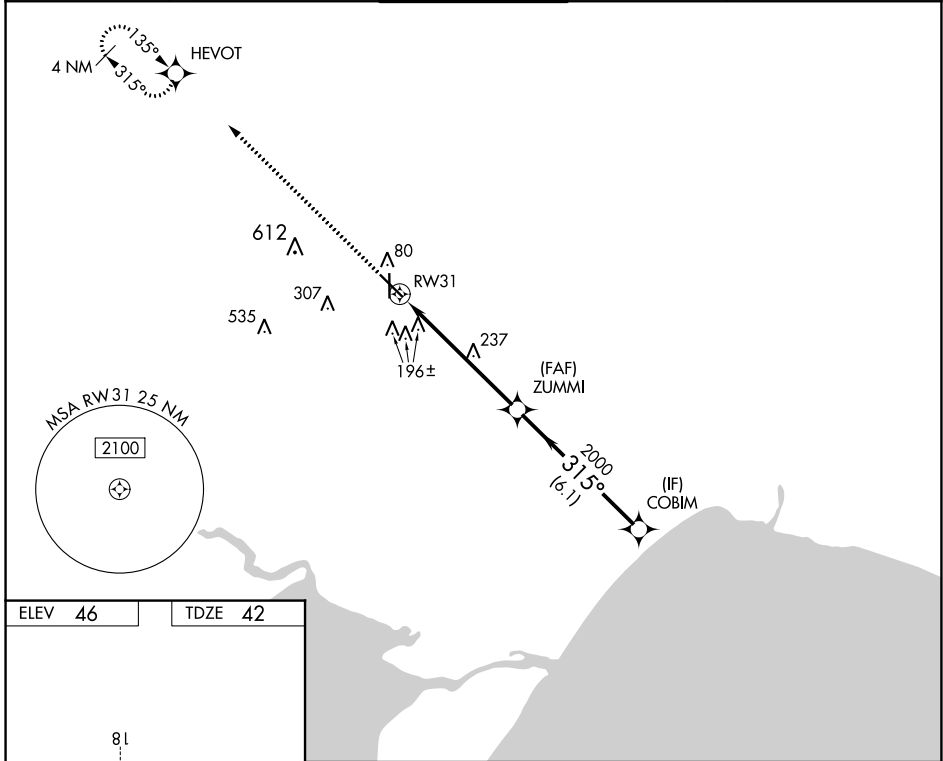 135°
HEVOT
4 NM
315°
612
80
RW31
307
535
237
196±
(FAF)
ZUMMI
MSA RW31 25 NM
2100
2000
315°
(6.1)
(IF)
COBIM
ELEV 46
TDZE 42
18